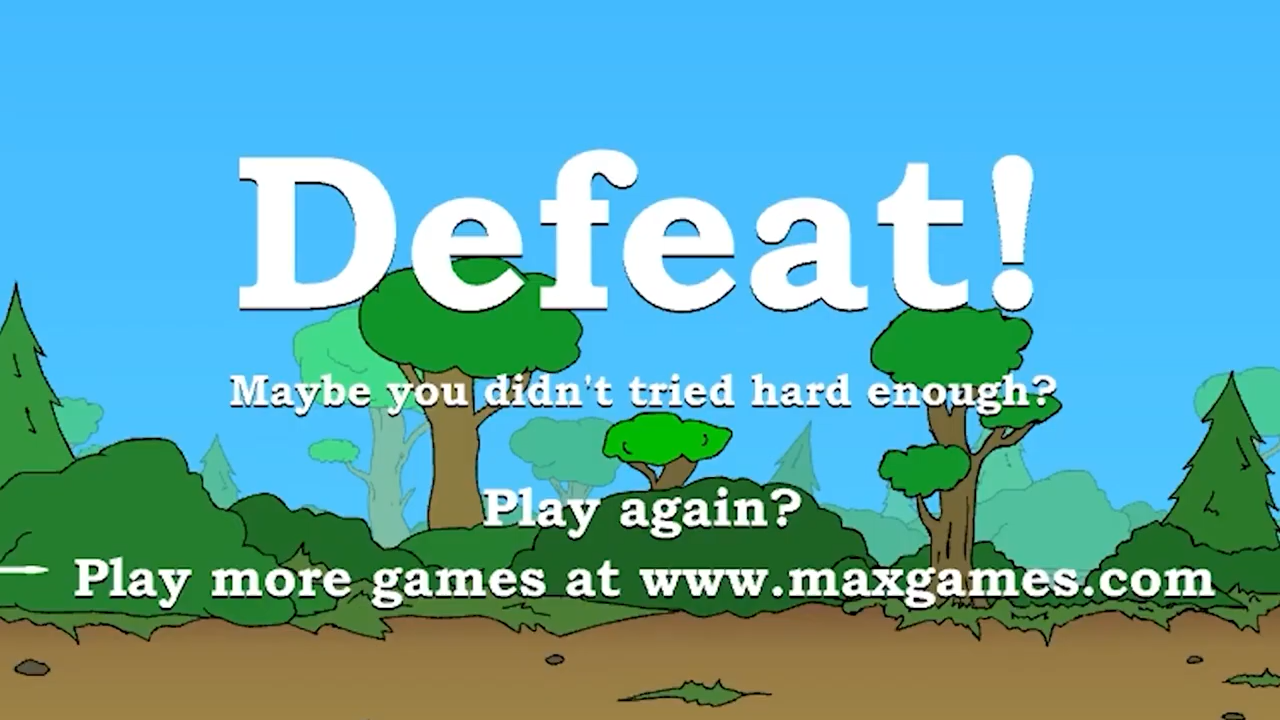 Defeat!
Maybe you didn't tried hard enough?
Play again?
Play more games at www.maxgames.com